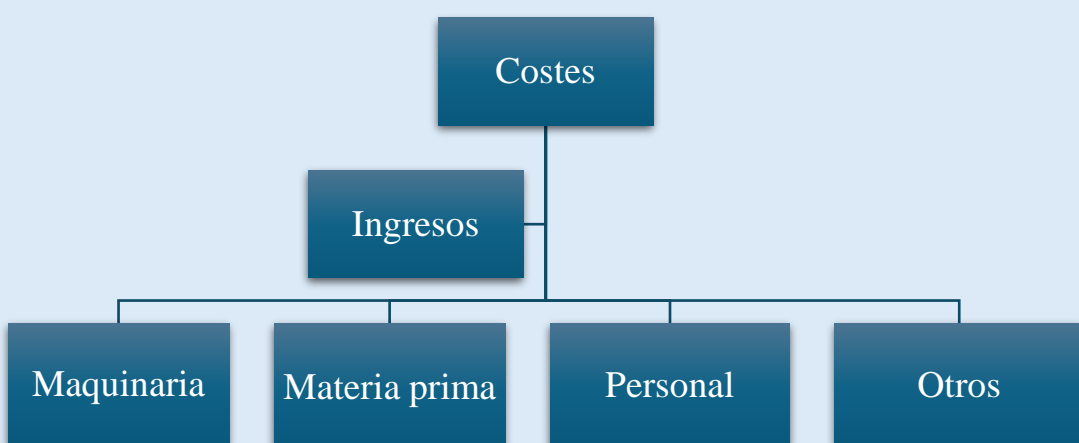 Costes
Ingresos
Maquinaria
Materia prima
Personal
Otros